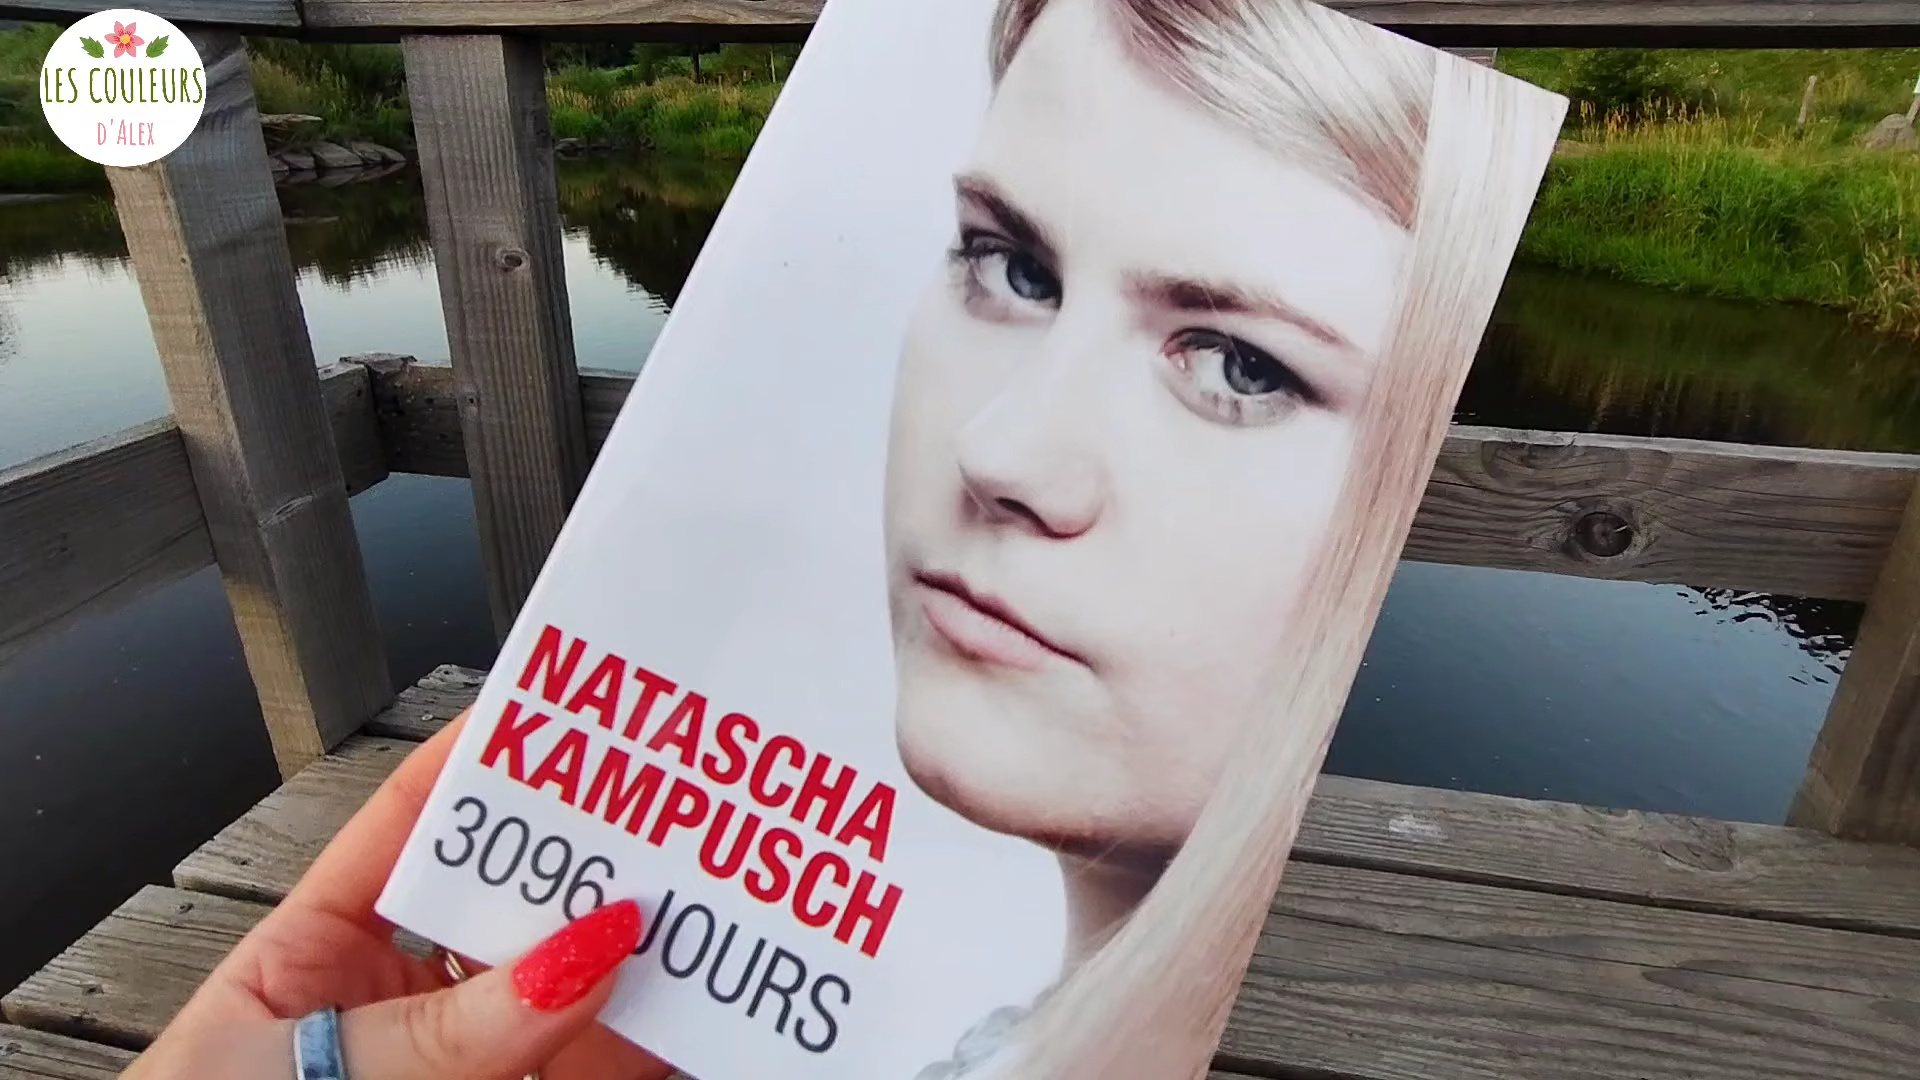 LES COULEURS
D'ALEX
NATASCHA
KAMPUSCH
3096 JOURS